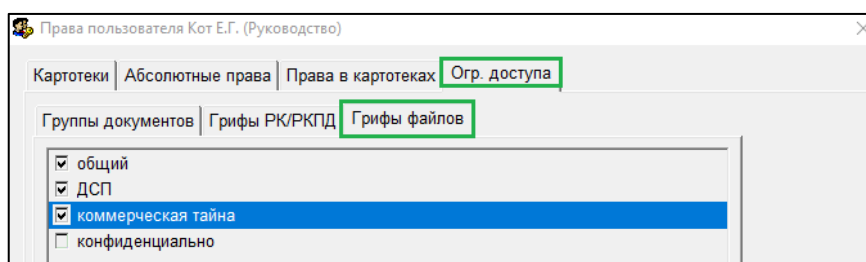 Права пользователя Кот Е.Г. (Руководство)
Картотеки Абсолютные права Права в картотеках Огр. доступа
Группы документов Грифы РК/РКПД Грифы файлов
общий
ДСП
коммерческая тайна
конфиденциально